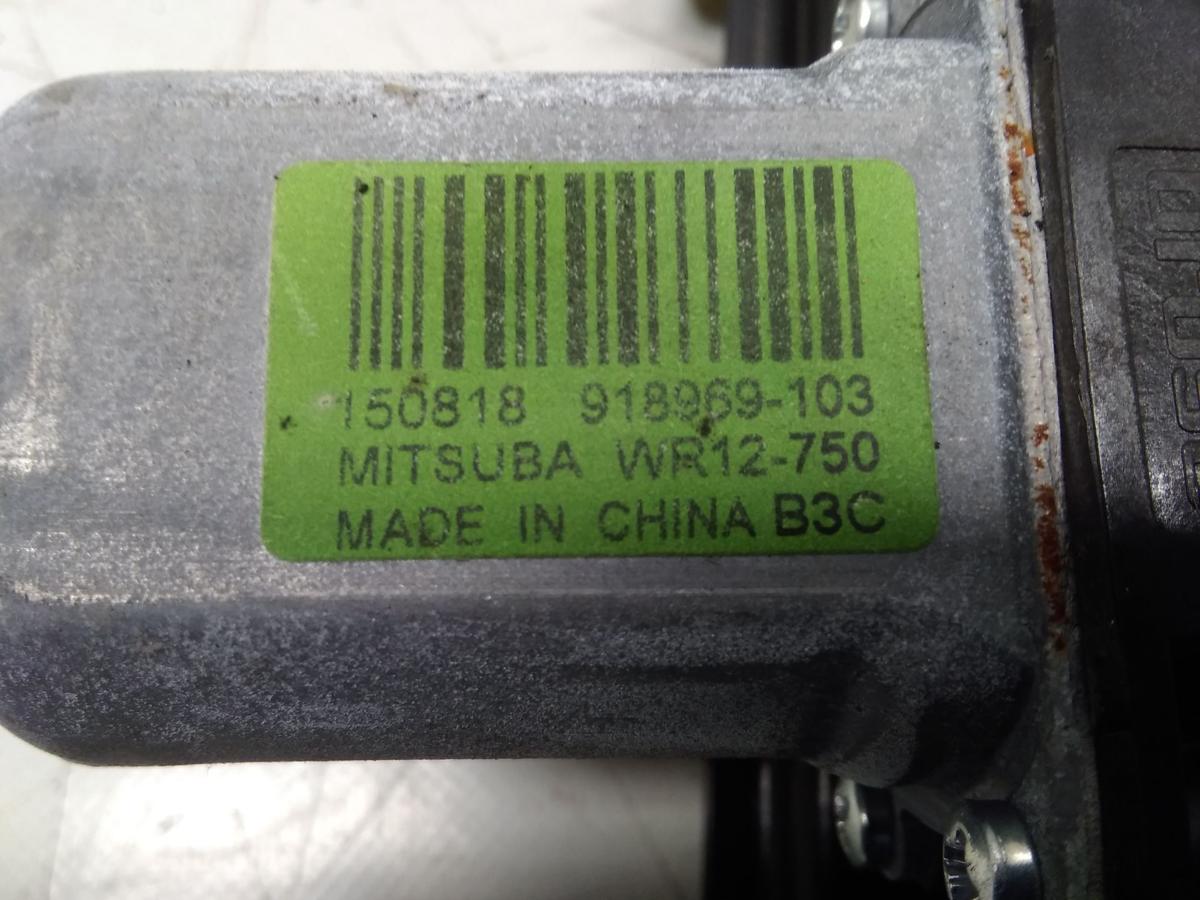 150818 918969-103
MITSUBA WR12-750
MADE IN CHINA B3C